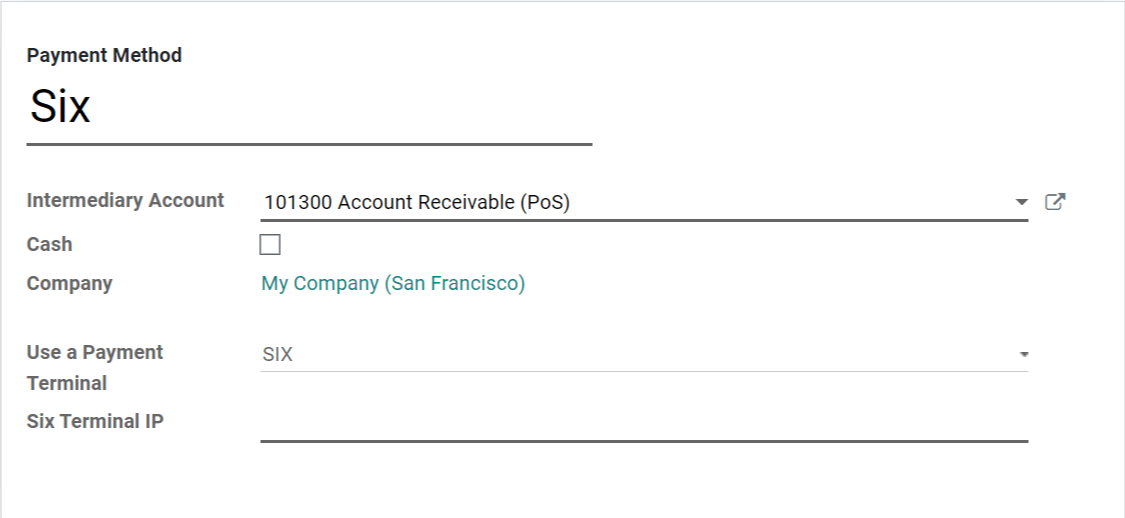 Payment Method
Six
Intermediary Account 101300 Account Receivable (PoS)
Cash
Company My Company (San Francisco)
Use a Payment SIX
Terminal
Six Terminal IP